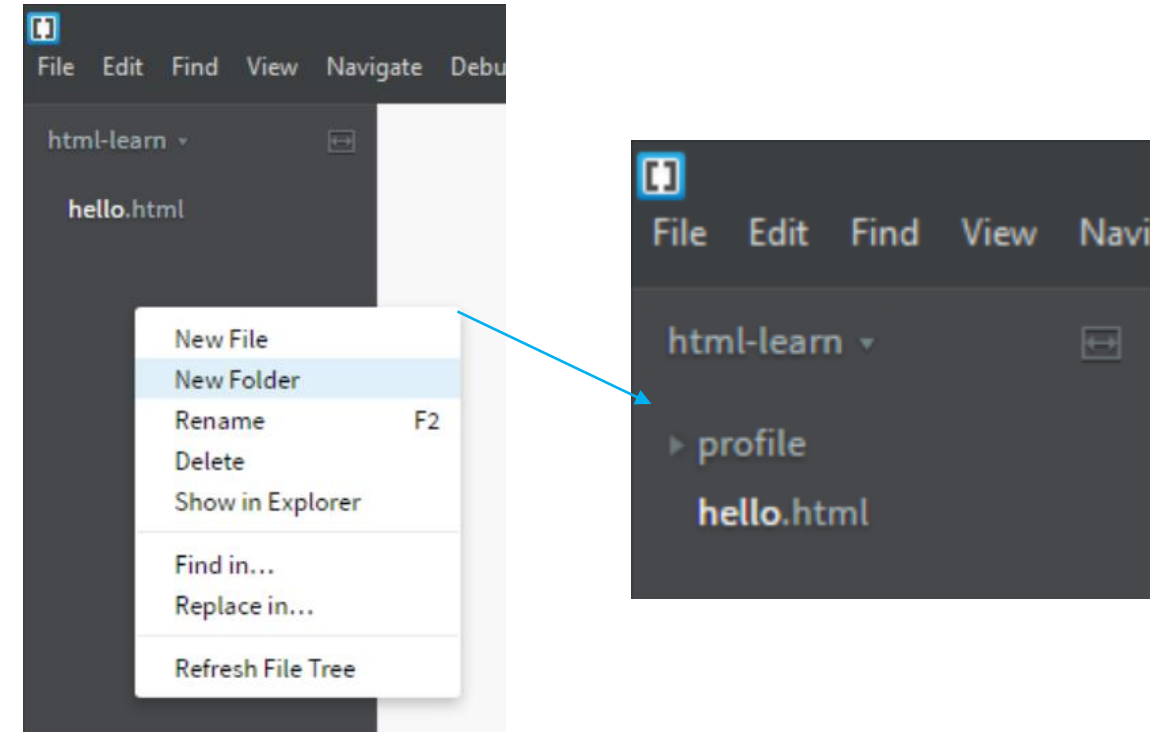 File Edit Find View Navigate Debu
html-learn
hello.html
New File
New Folder
Rename F2
Delete
Show in Explorer
Find in...
Replace in...
Refresh File Tree
File Edit Find View Navi
html-learn
profile
hello.html